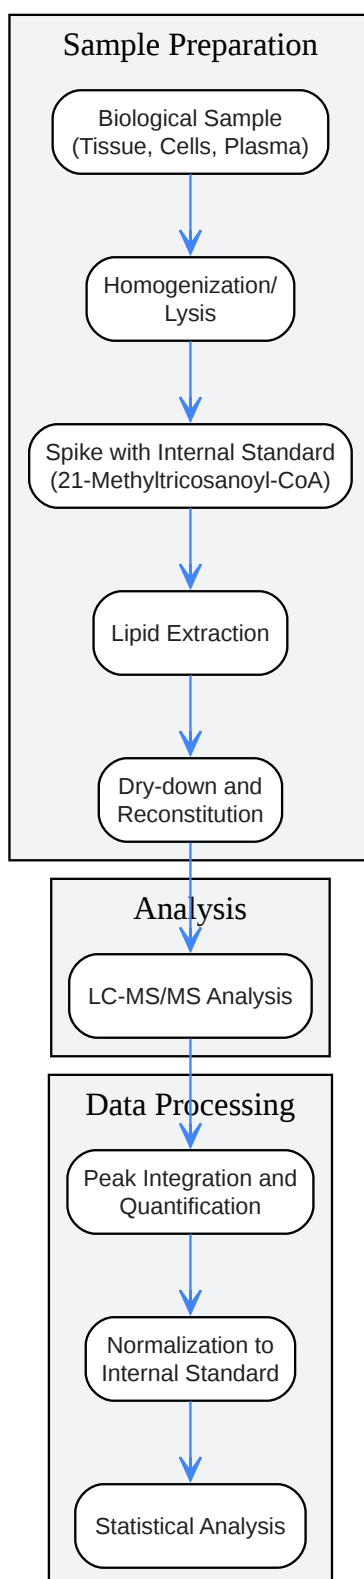 Sample Preparation
Biological Sample
(Tissue, Cells, Plasma)
Homogenization/
Lysis
Spike with Internal Standard
(21-Methyltricosanoyl-CoA)
Lipid Extraction
Dry-down and
Reconstitution
Analysis
LC-MS/MS Analysis
Data Processing
Peak Integration and
Quantification
Normalization to
Internal Standard
Statistical Analysis